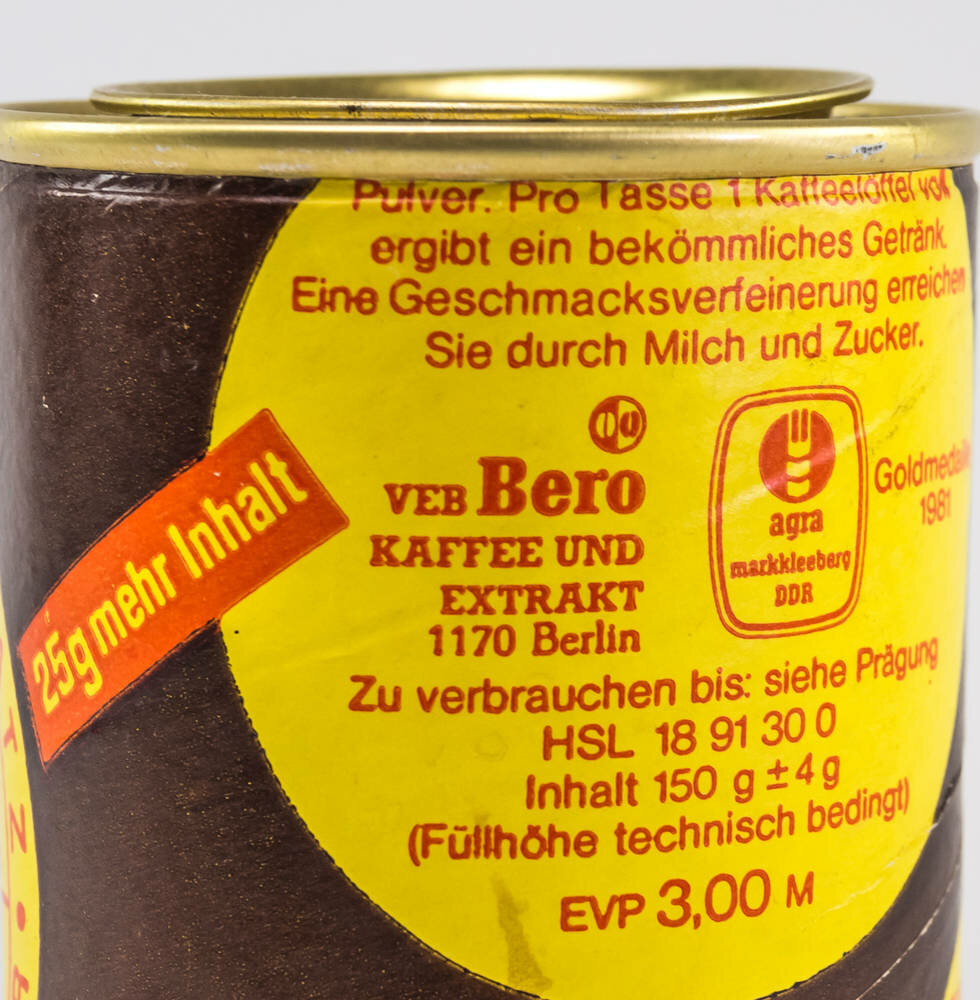 Pulver. Pro Tasse 1 Kaffeelöffel voll
ergibt ein bekömmliches Getränk.
Eine Geschmacksverfeinerung erreichen
Sie durch Milch und Zucker.
25g mehr Inhalt
VEB Bero
KAFFEE UND
EXTRAKT
1170 Berlin
agra
markkleeberg
DDR
Goldmedaille
1981
Zu verbrauchen bis: siehe Prägung
HSL 18 91 30 0
Inhalt 150 g ± 4 g
(Füllhöhe technisch bedingt)
EVP 3,00 M